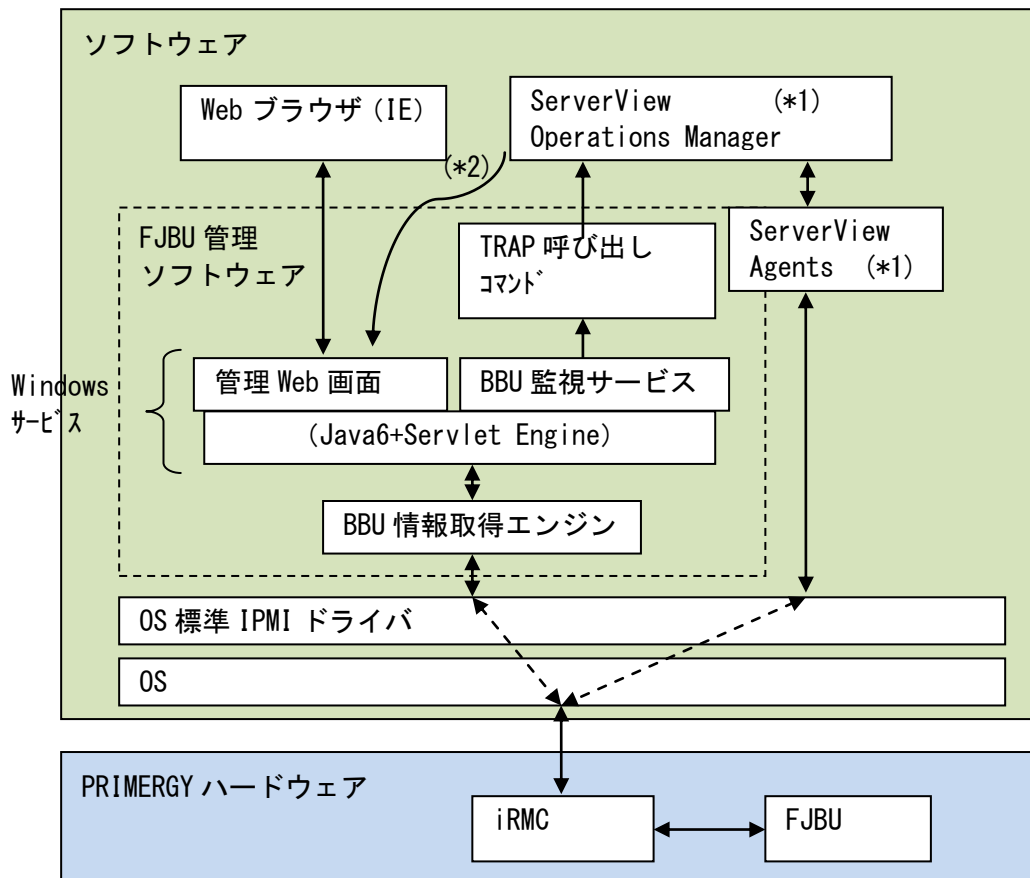 ソフトウェア
Web ブラウザ (IE)
ServerView (*1)
Operations Manager
(*2)
FJBU 管理
ソフトウェア
TRAP 呼び出し
ｺﾏﾝﾄﾞ
ServerView
Agents (*1)
Windows
ｻｰﾋﾞｽ
管理 Web 画面
BBU 監視サービス
(Java6+Servlet Engine)
BBU 情報取得エンジン
OS 標準 IPMI ドライバ
OS
PRIMERGY ハードウェア
iRMC
FJBU